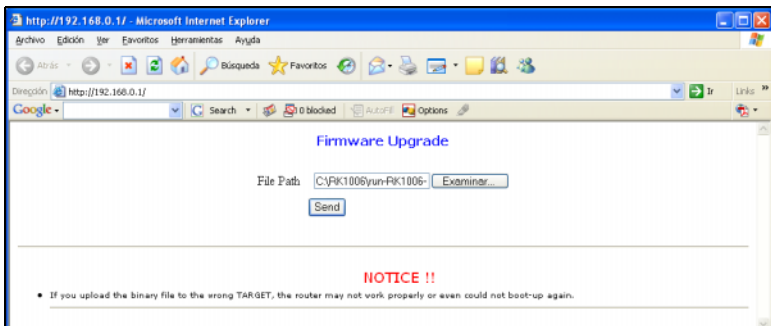 http://192.168.0.1/ - Microsoft Internet Explorer
Archivo Edición Ver Favoritos Herramientas Ayuda
Atrás Búsqueda Favoritos
Dirección http://192.168.0.1/ Ir Links »
Google Search 0 blocked AutoFill Options
Firmware Upgrade
File Path C:\RK1006\run-RK1006- Examinar...
Send
NOTICE !!
• If you upload the binary file to the wrong TARGET, the router may not work properly or even could not boot-up again.